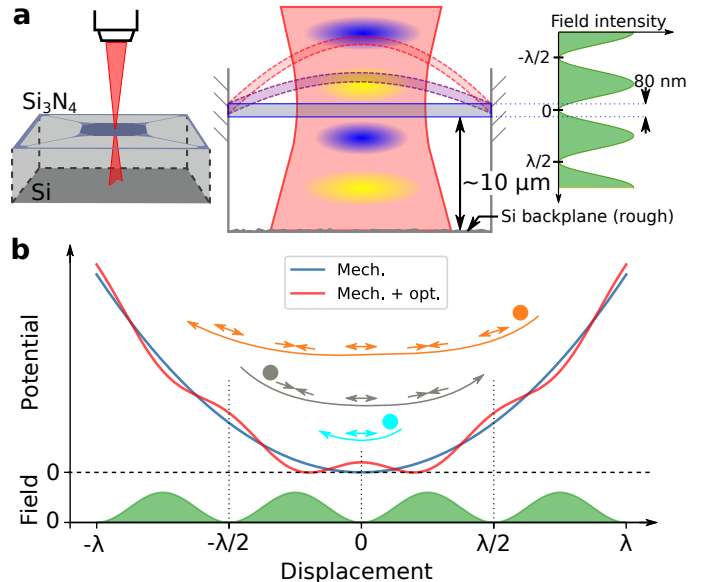 a
Si₃N₄
Si
~10 μm
Si backplane (rough)
Field intensity
-λ/2
0
λ/2
80 nm
b
Mech.
Mech. + opt.
Potential
0
Field
0
-λ
-λ/2
0
λ/2
λ
Displacement